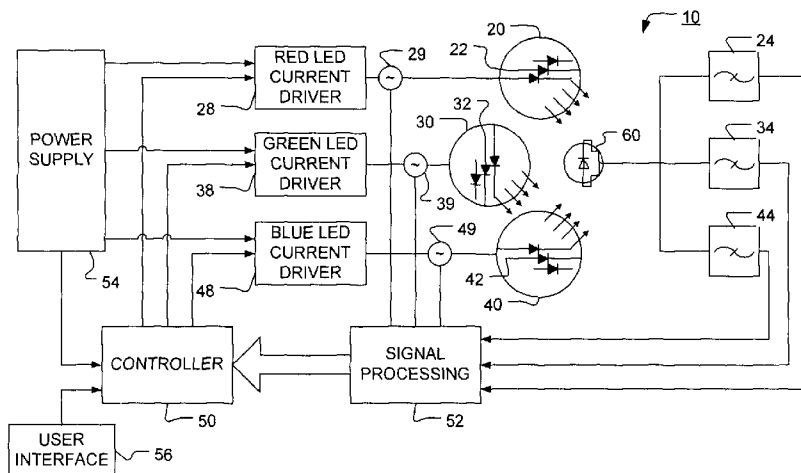 10
20
24
29
22
RED LED
CURRENT
DRIVER
28
30
32
60
34
POWER
SUPPLY
GREEN LED
CURRENT
DRIVER
38
39
44
49
BLUE LED
CURRENT
DRIVER
42
54
48
40
CONTROLLER
SIGNAL
PROCESSING
50
52
USER
INTERFACE
56